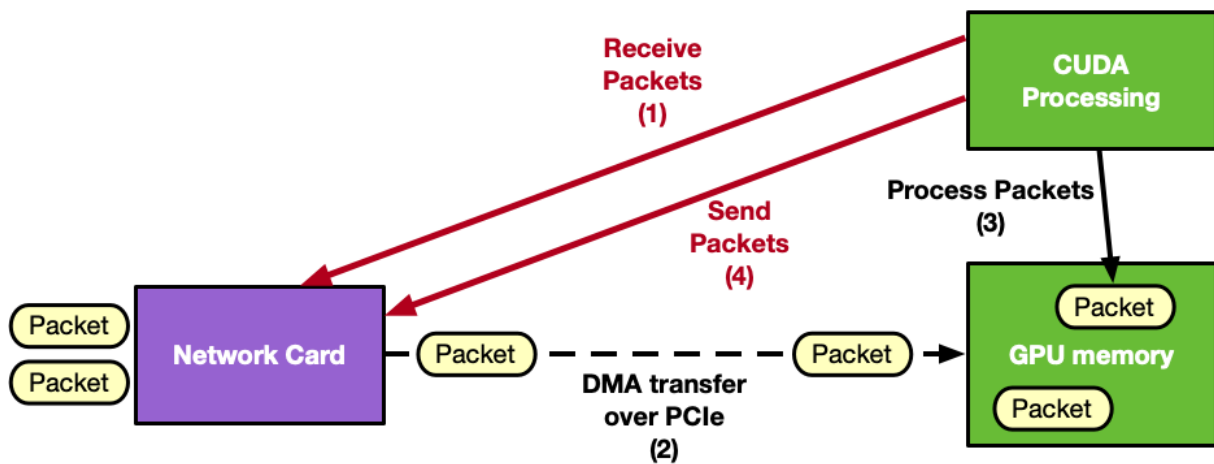 Receive
Packets
(1)
CUDA
Processing
Process Packets
(3)
Send
Packets
(4)
Packet
Packet
Network Card
Packet
Packet
DMA transfer
over PCIe
(2)
Packet
GPU memory
Packet